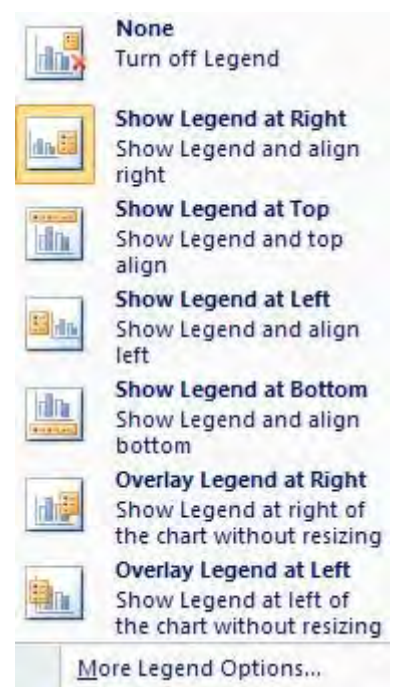 None
Turn off Legend
Show Legend at Right
Show Legend and align
right
Show Legend at Top
Show Legend and top
align
Show Legend at Left
Show Legend and align
left
Show Legend at Bottom
Show Legend and align
bottom
Overlay Legend at Right
Show Legend at right of
the chart without resizing
Overlay Legend at Left
Show Legend at left of
the chart without resizing
More Legend Options...